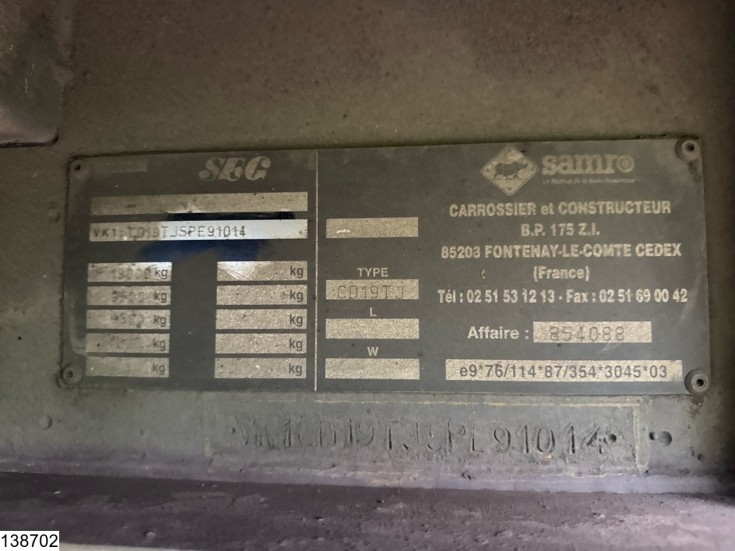 SEG
samro
VK1CD19TJSPE91014
19000 kg
kg
kg
kg
kg
kg
kg
kg
kg
kg
TYPE
CD19TJ
L
W
CARROSSIER et CONSTRUCTEUR
B.P. 175 Z.I.
85203 FONTENAY-LE-COMTE CEDEX
(France)
Tél : 02 51 53 12 13 - Fax : 02 51 69 00 42
Affaire : 854088
e9*76/114*87/354*3045*03
VK1CD19TJSPE91014
138702